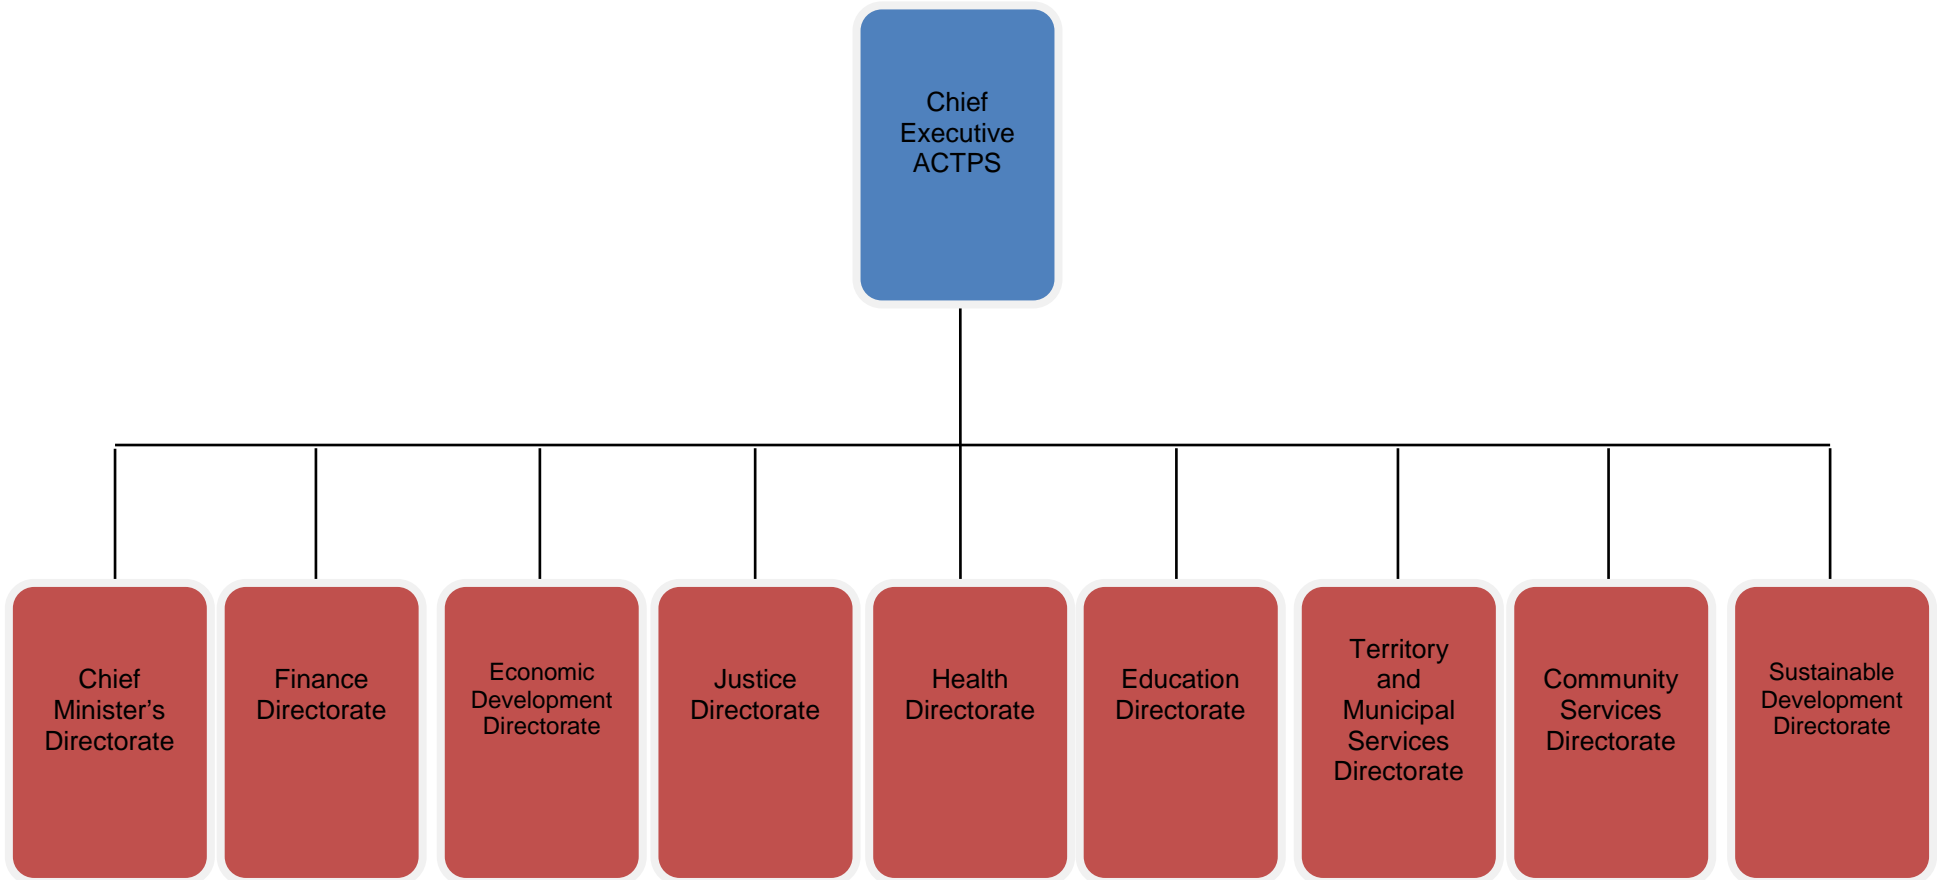 Chief
Executive
ACTPS
Chief
Minister’s
Directorate
Finance
Directorate
Economic
Development
Directorate
Justice
Directorate
Health
Directorate
Education
Directorate
Territory
and
Municipal
Services
Directorate
Community
Services
Directorate
Sustainable
Development
Directorate